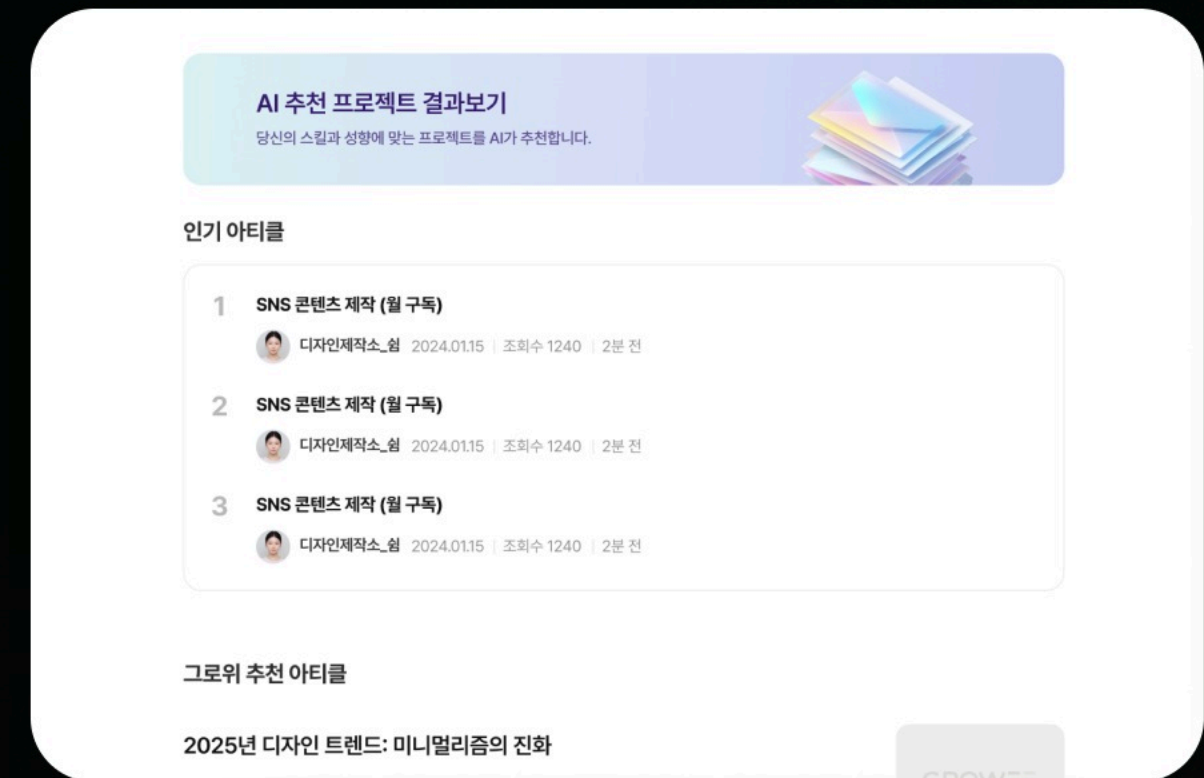 AI 추천 프로젝트 결과보기
당신의 스킬과 성향에 맞는 프로젝트를 AI가 추천합니다.
인기 아티클
1 SNS 콘텐츠 제작 (월 구독)
디자인제작소_쉼 2024.01.15 | 조회수 1240 | 2분 전
2 SNS 콘텐츠 제작 (월 구독)
디자인제작소_쉼 2024.01.15 | 조회수 1240 | 2분 전
3 SNS 콘텐츠 제작 (월 구독)
디자인제작소_쉼 2024.01.15 | 조회수 1240 | 2분 전
그로위 추천 아티클
2025년 디자인 트렌드: 미니멀리즘의 진화